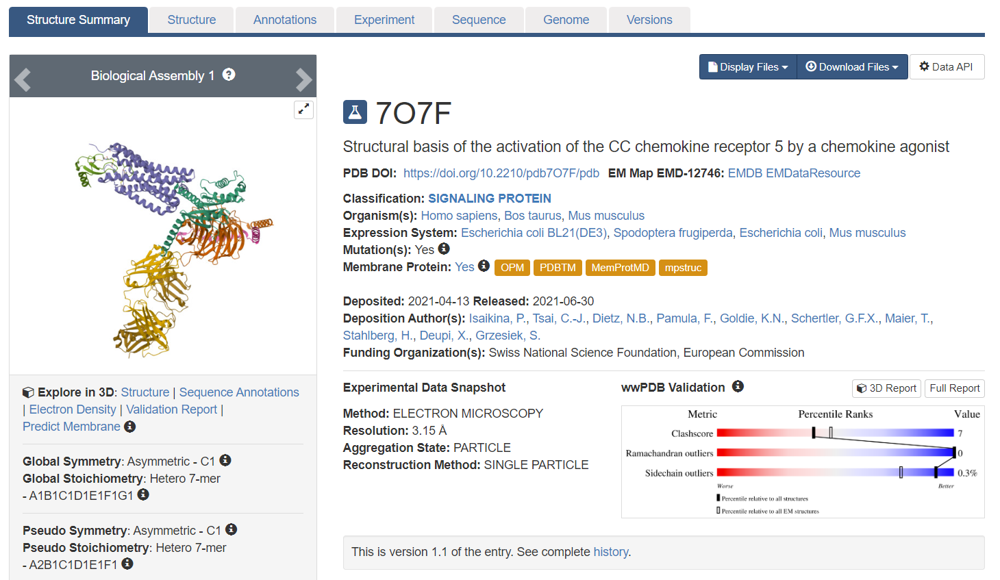 Structure Summary
Structure
Annotations
Experiment
Sequence
Genome
Versions
Biological Assembly 1 ?
Display Files
Download Files
Data API
7O7F
Structural basis of the activation of the CC chemokine receptor 5 by a chemokine agonist
PDB DOI: https://doi.org/10.2210/pdb7O7F/pdb EM Map EMD-12746: EMDB EMDataResource
Classification: SIGNALING PROTEIN
Organism(s): Homo sapiens, Bos taurus, Mus musculus
Expression System: Escherichia coli BL21(DE3), Spodoptera frugiperda, Escherichia coli, Mus musculus
Mutation(s): Yes i
Membrane Protein: Yes i OPM PDBTM MemProtMD mpstruc
Deposited: 2021-04-13 Released: 2021-06-30
Deposition Author(s): Isaikina, P., Tsai, C.-J., Dietz, N.B., Pamula, F., Goldie, K.N., Schertler, G.F.X., Maier, T.,
Stahlberg, H., Deupi, X., Grzesiek, S.
Funding Organization(s): Swiss National Science Foundation, European Commission
Explore in 3D: Structure | Sequence Annotations
| Electron Density | Validation Report |
Predict Membrane i
Global Symmetry: Asymmetric - C1 i
Global Stoichiometry: Hetero 7-mer
- A1B1C1D1E1F1G1 i
Pseudo Symmetry: Asymmetric - C1 i
Pseudo Stoichiometry: Hetero 7-mer
- A2B1C1D1E1F1 i
Experimental Data Snapshot
Method: ELECTRON MICROSCOPY
Resolution: 3.15 Å
Aggregation State: PARTICLE
Reconstruction Method: SINGLE PARTICLE
wwPDB Validation i
3D Report
Full Report
Metric Percentile Ranks Value
Clashscore 7
Ramachandran outliers 0
Sidechain outliers 0.3%
Worse Better
Percentile relative to all structures
Percentile relative to all EM structures
This is version 1.1 of the entry. See complete history.